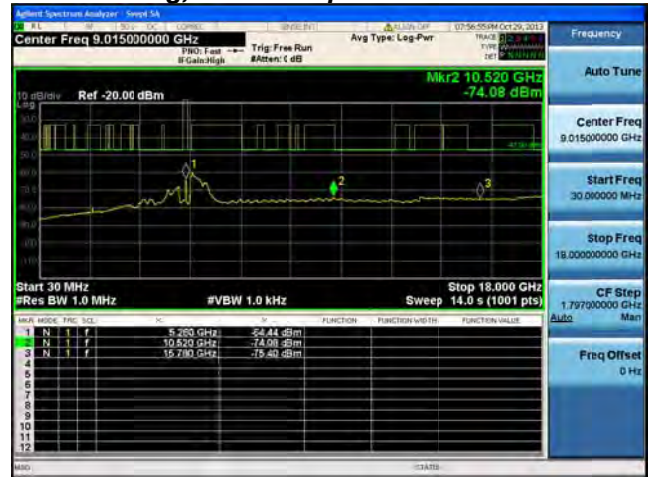 Agilent Spectrum Analyzer - Swept SA
07:56:55 PM Oct 29, 2013
Center Freq 9.015000000 GHz
PNO: Fast
IFGain:High
Trig: Free Run
#Atten: 0 dB
Avg Type: Log-Pwr
TRACE
TYPE
DET
Frequency
Mkr2 10.520 GHz
-74.08 dBm
10 dB/div
Log
Ref -20.00 dBm
Auto Tune
Center Freq
9.015000000 GHz
Start Freq
30.000000 MHz
Stop Freq
18.000000000 GHz
CF Step
1.797000000 GHz
Auto Man
Freq Offset
0 Hz
1
2
3
Start 30 MHz
Stop 18.000 GHz
#Res BW 1.0 MHz
#VBW 1.0 kHz
Sweep 14.0 s (1001 pts)
MKR MODE TRC SCL X Y FUNCTION FUNCTION WIDTH FUNCTION VALUE
1 N 1 f 5.260 GHz -64.44 dBm
2 N 1 f 10.520 GHz -74.08 dBm
3 N 1 f 15.780 GHz -75.40 dBm
4
5
6
7
8
9
10
11
12
MSG
STATUS